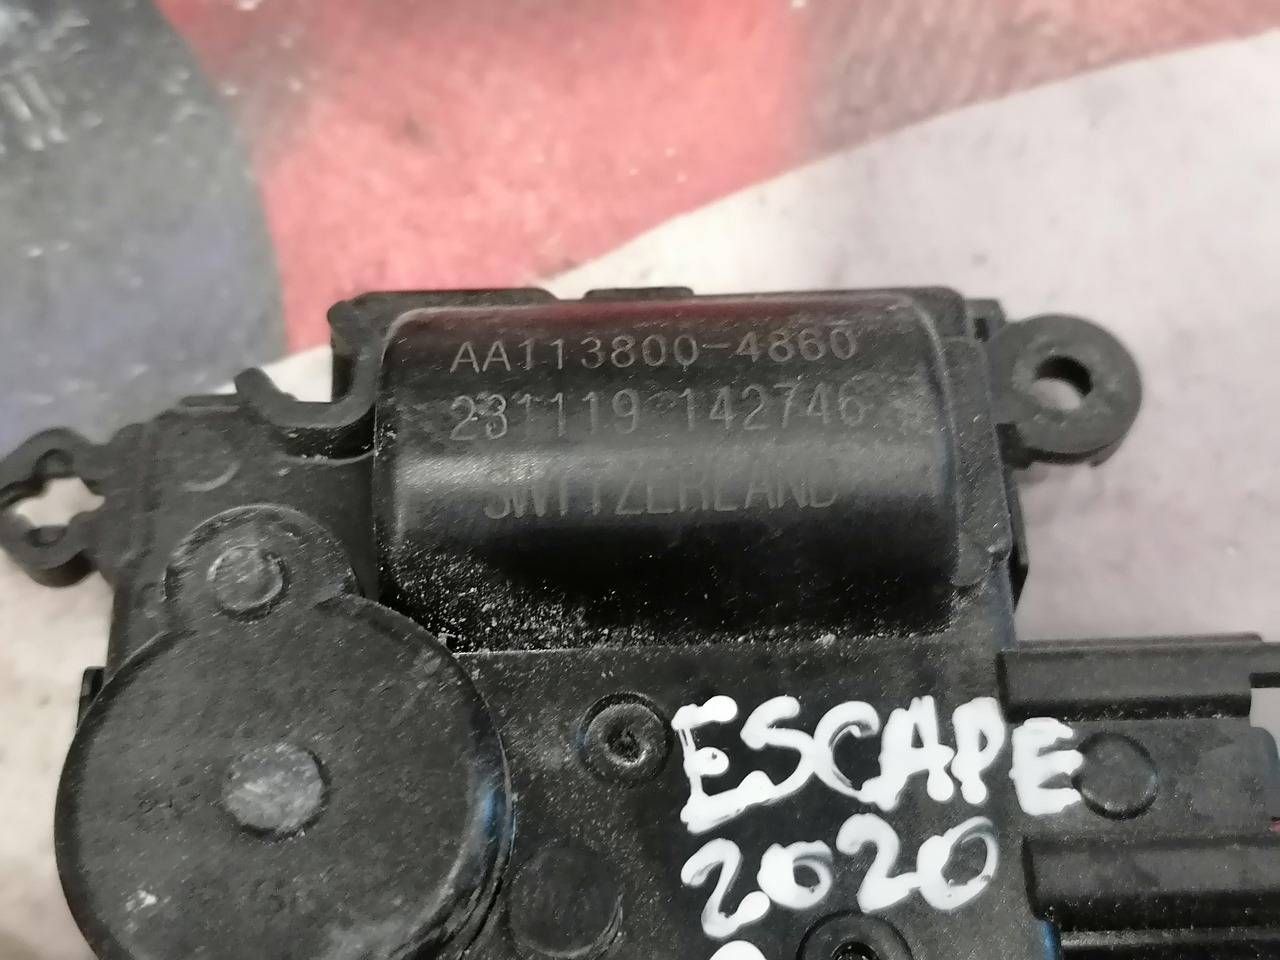 AA113800-4860
231119 142746
SWITZERLAND
ESCAPE
2020